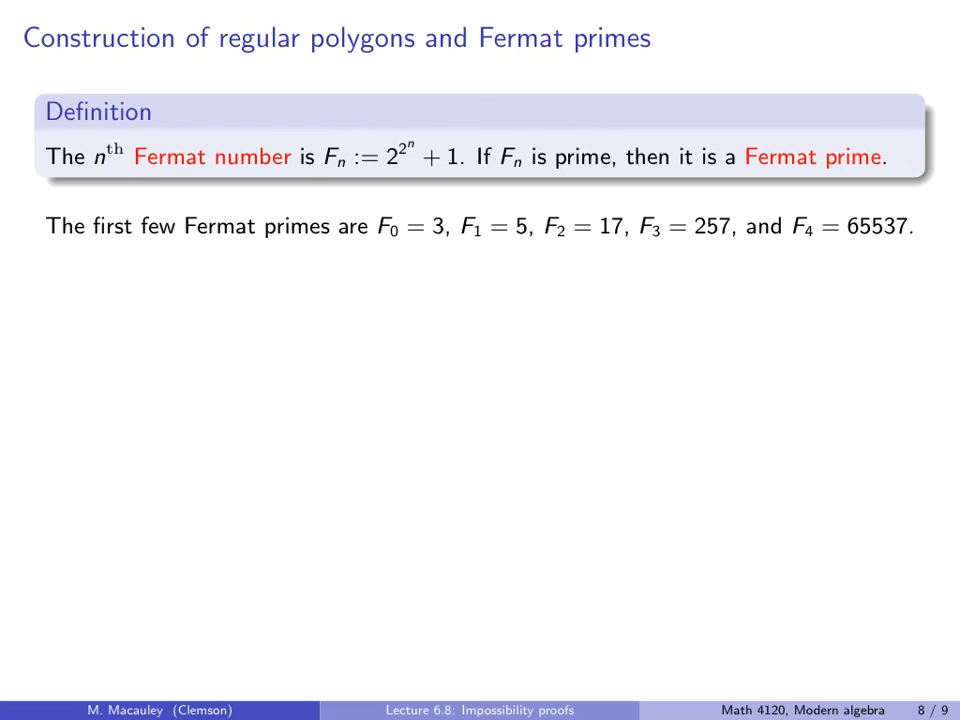 Construction of regular polygons and Fermat primes
Definition
The n^th Fermat number is F_n := 2^{2^n} + 1. If F_n is prime, then it is a Fermat prime.
The first few Fermat primes are F_0 = 3, F_1 = 5, F_2 = 17, F_3 = 257, and F_4 = 65537.
M. Macauley (Clemson) Lecture 6.8: Impossibility proofs Math 4120, Modern algebra 8 / 9